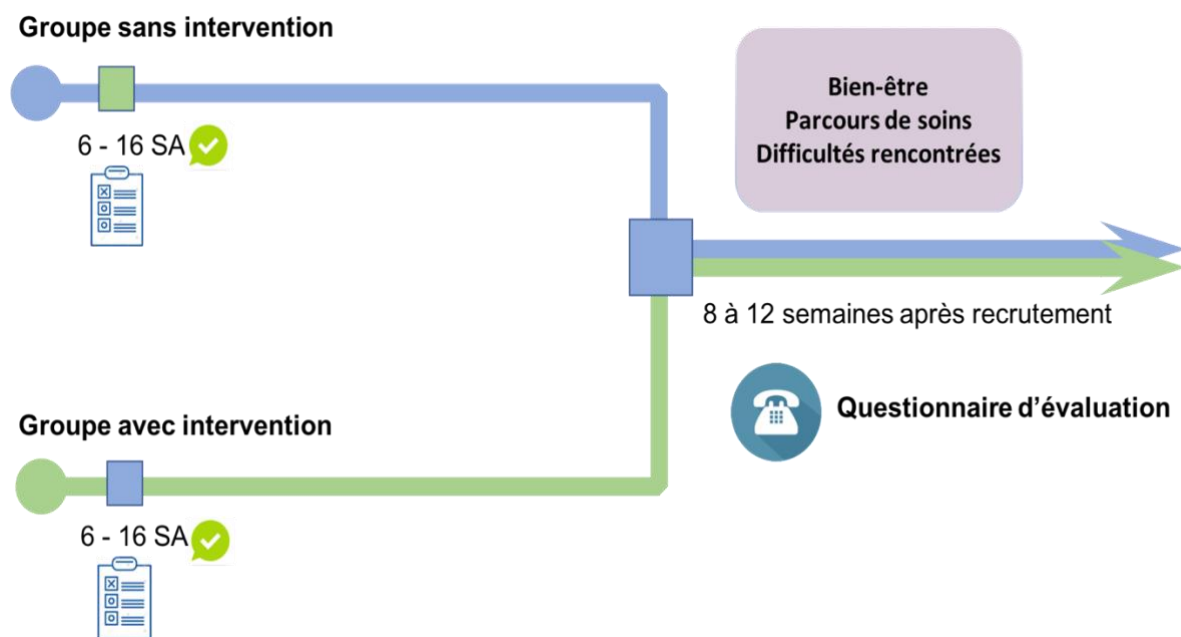 Groupe sans intervention
6 - 16 SA
Bien-être
Parcours de soins
Difficultés rencontrées
8 à 12 semaines après recrutement
Questionnaire d’évaluation
Groupe avec intervention
6 - 16 SA